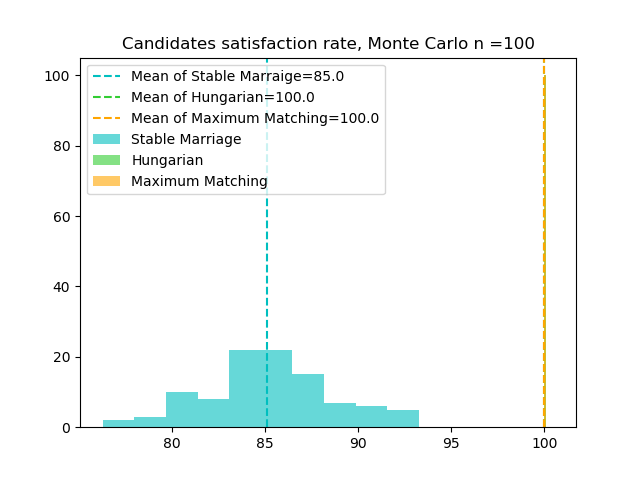 Candidates satisfaction rate, Monte Carlo n =100
100
80
60
40
20
0
Mean of Stable Marraige=85.0
Mean of Hungarian=100.0
Mean of Maximum Matching=100.0
Stable Marriage
Hungarian
Maximum Matching
80
85
90
95
100